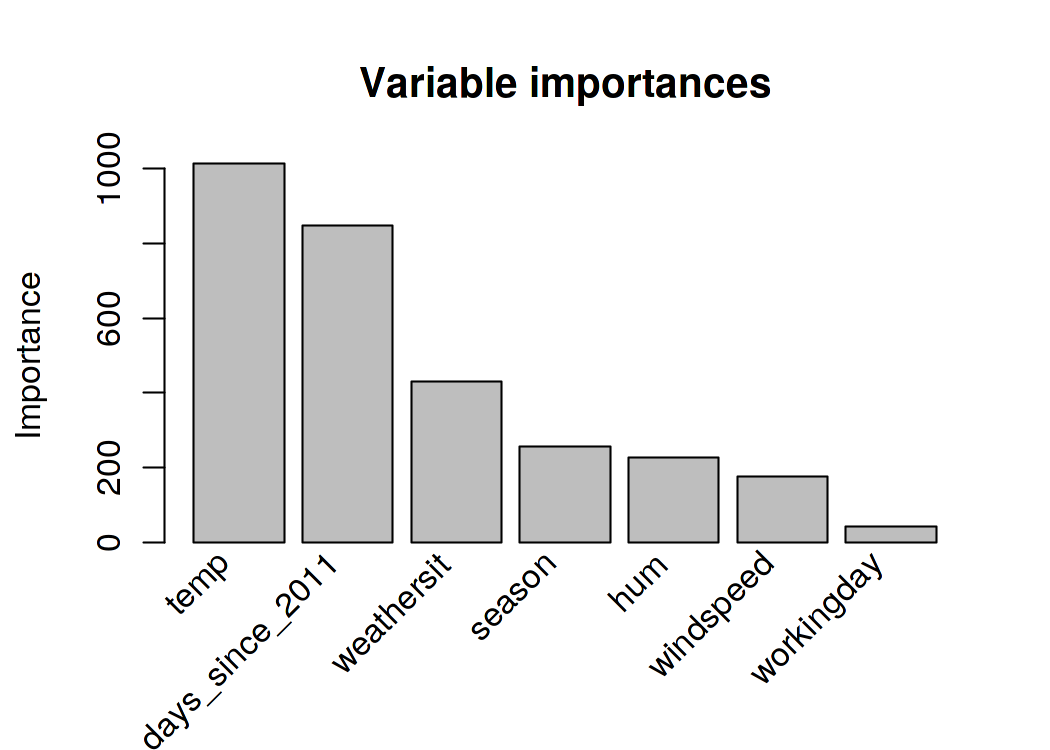 Variable importances
Importance
1000
600
200
0
temp
days_since_2011
weathersit
season
hum
windspeed
workingday